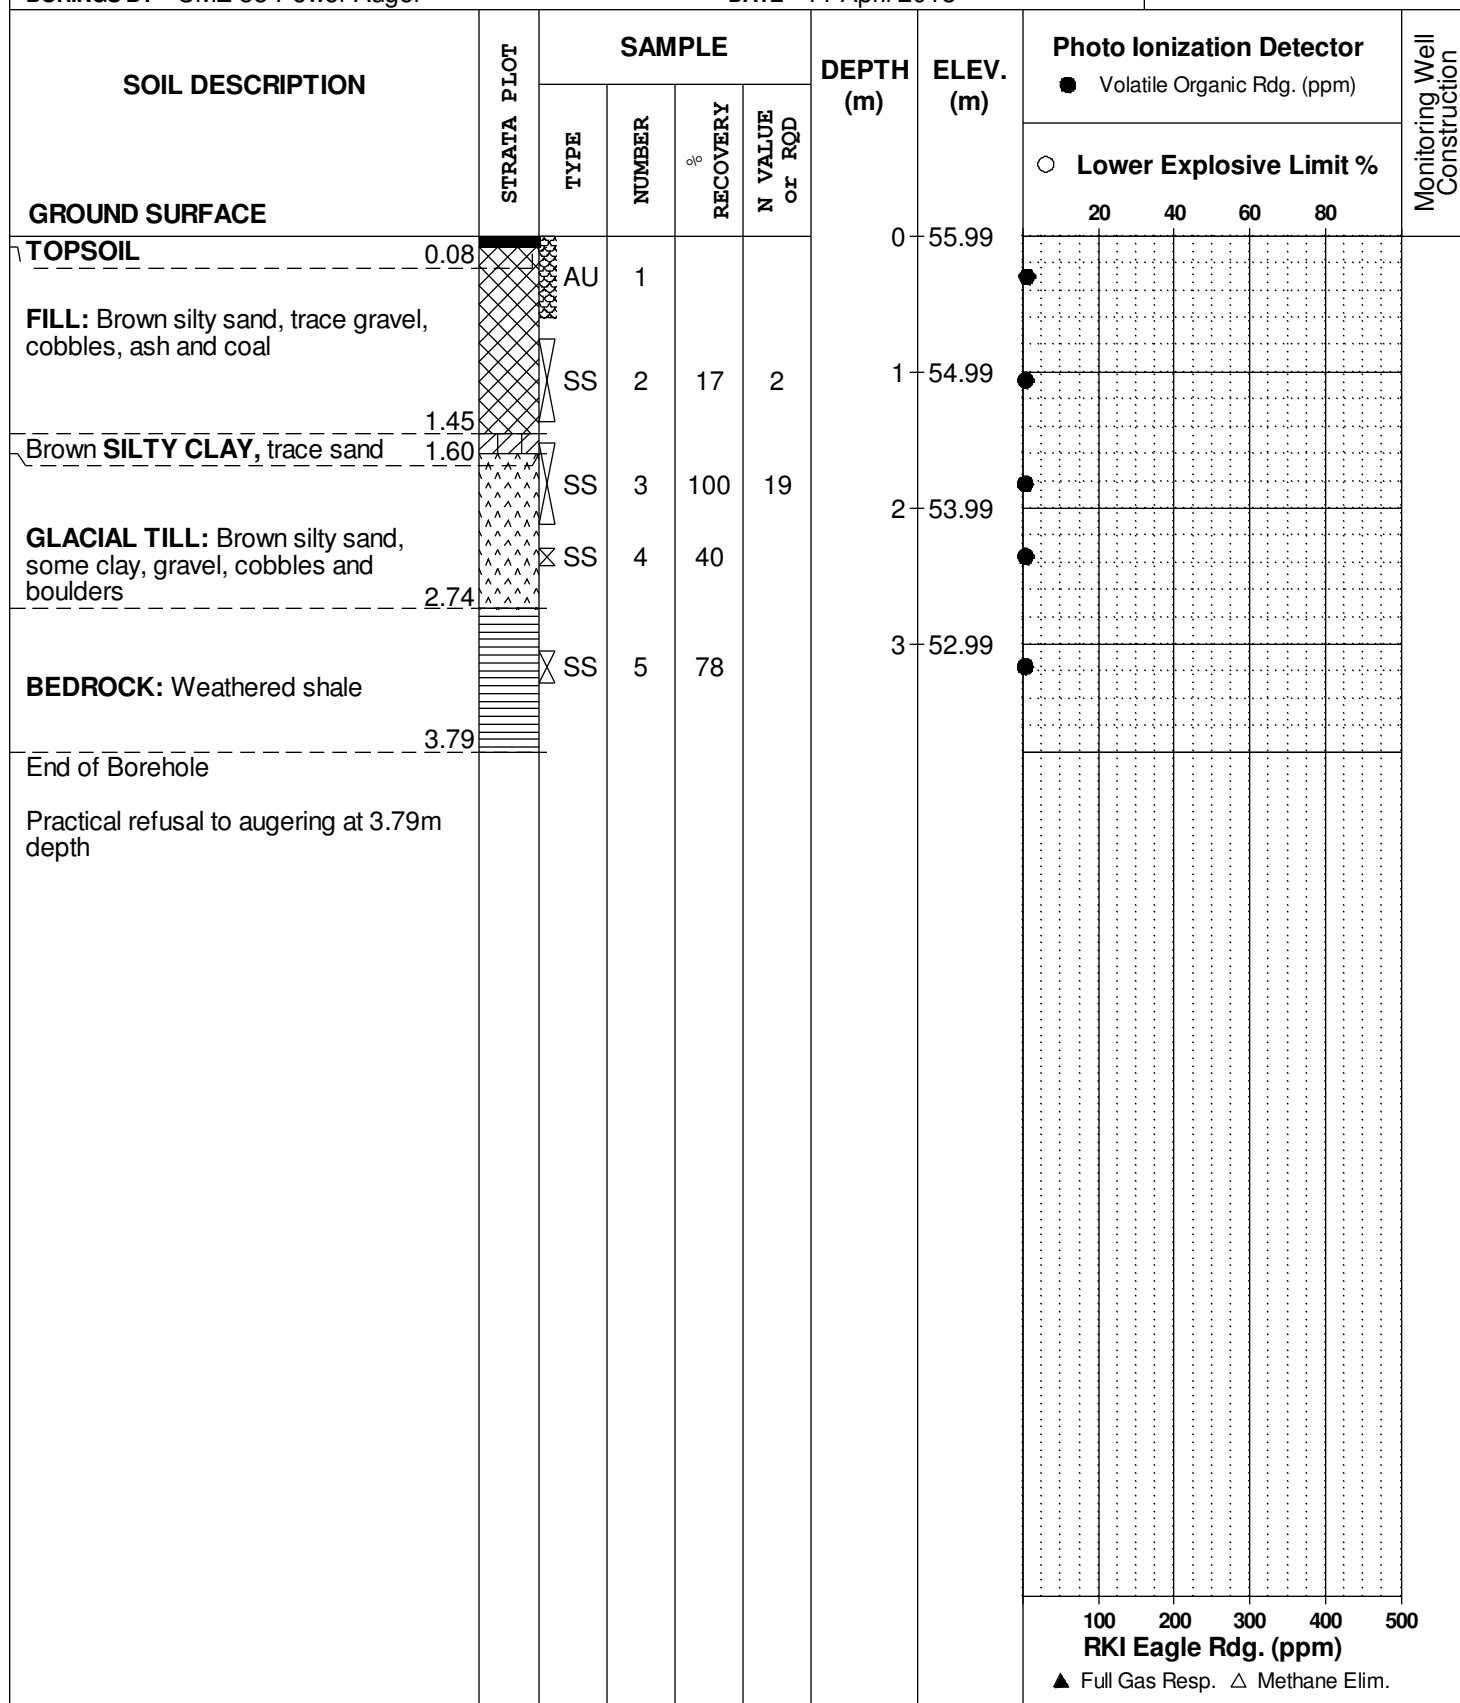 SOIL DESCRIPTION
GROUND SURFACE
STRATA PLOT
SAMPLE
TYPE
NUMBER
%
RECOVERY
N VALUE
or RQD
DEPTH
(m)
ELEV.
(m)
Photo Ionization Detector
● Volatile Organic Rdg. (ppm)
○ Lower Explosive Limit %
20 40 60 80
Monitoring Well
Construction
0 55.99
TOPSOIL 0.08
AU 1
FILL: Brown silty sand, trace gravel,
cobbles, ash and coal
SS 2 17 2
1 54.99
1.45
Brown SILTY CLAY, trace sand 1.60
SS 3 100 19
2 53.99
GLACIAL TILL: Brown silty sand,
some clay, gravel, cobbles and
boulders 2.74
SS 4 40
3 52.99
SS 5 78
BEDROCK: Weathered shale
3.79
End of Borehole
Practical refusal to augering at 3.79m
depth
100 200 300 400 500
RKI Eagle Rdg. (ppm)
▲ Full Gas Resp. △ Methane Elim.